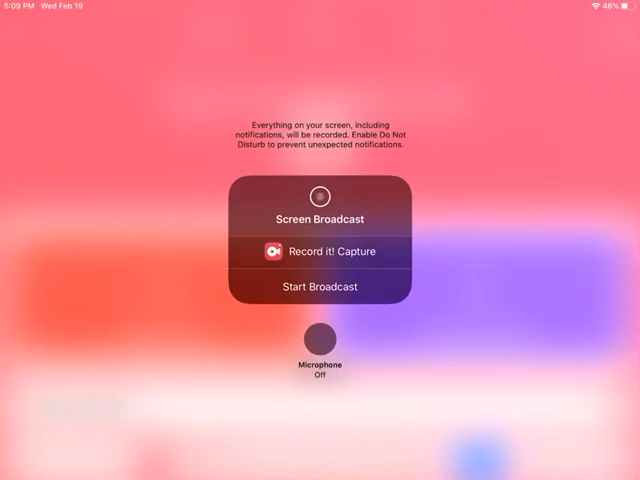 5:09 PM Wed Feb 19
46%
Everything on your screen, including
notifications, will be recorded. Enable Do Not
Disturb to prevent unexpected notifications.
Screen Broadcast
Record it! Capture
Start Broadcast
Microphone
Off